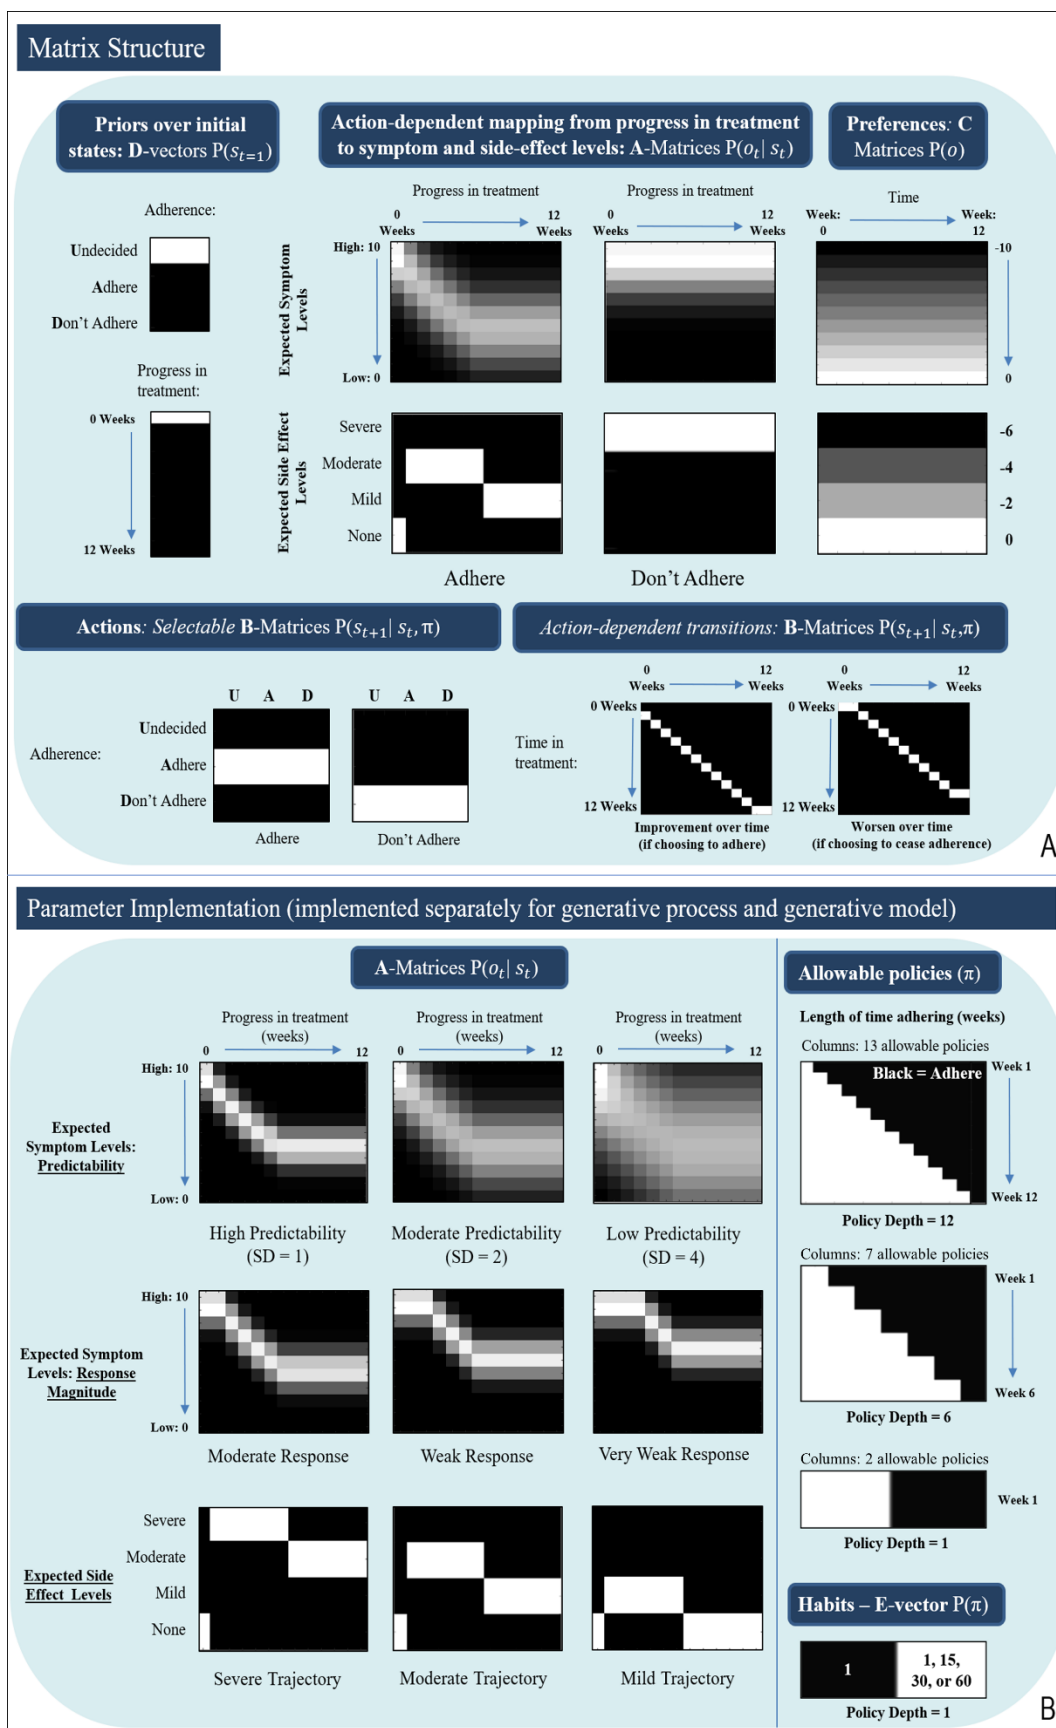 Matrix Structure
Priors over initial
states: D-vectors P(s_{t=1})
Action-dependent mapping from progress in treatment
to symptom and side-effect levels: A-Matrices P(o_t| s_t)
Preferences: C
Matrices P(o)
Adherence:
Undecided
Adhere
Don't Adhere
Progress in
treatment:
0 Weeks
12 Weeks
Progress in treatment
0
Weeks
12
Weeks
Progress in treatment
0
Weeks
12
Weeks
Time
Week:
0
Week:
12
Expected Symptom
Levels
High: 10
Low: 0
-10
0
Expected Side Effect
Levels
Severe
Moderate
Mild
None
-6
-4
-2
0
Adhere
Don't Adhere
Actions: Selectable B-Matrices P(s_{t+1}| s_t, π)
Action-dependent transitions: B-Matrices P(s_{t+1}| s_t,π)
U A D
U A D
Adherence:
Undecided
Adhere
Don't Adhere
Adhere
Don't Adhere
0
Weeks
12
Weeks
0
Weeks
12
Weeks
Time in
treatment:
0 Weeks
12 Weeks
0 Weeks
12 Weeks
Improvement over time
(if choosing to adhere)
Worsen over time
(if choosing to cease adherence)
A
Parameter Implementation (implemented separately for generative process and generative model)
A-Matrices P(o_t| s_t)
Allowable policies (π)
Progress in treatment
(weeks)
0
12
Progress in treatment
(weeks)
0
12
Progress in treatment
(weeks)
0
12
Expected
Symptom Levels:
Predictability
High: 10
Low: 0
High Predictability
(SD = 1)
Moderate Predictability
(SD = 2)
Low Predictability
(SD = 4)
Expected Symptom
Levels: Response
Magnitude
High: 10
Low: 0
Moderate Response
Weak Response
Very Weak Response
Expected Side
Effect Levels
Severe
Moderate
Mild
None
Severe Trajectory
Moderate Trajectory
Mild Trajectory
Length of time adhering (weeks)
Columns: 13 allowable policies
Black = Adhere
Week 1
Week 12
Policy Depth = 12
Columns: 7 allowable policies
Week 1
Week 6
Policy Depth = 6
Columns: 2 allowable policies
Week 1
Policy Depth = 1
Habits – E-vector P(π)
1
1, 15,
30, or 60
Policy Depth = 1
B